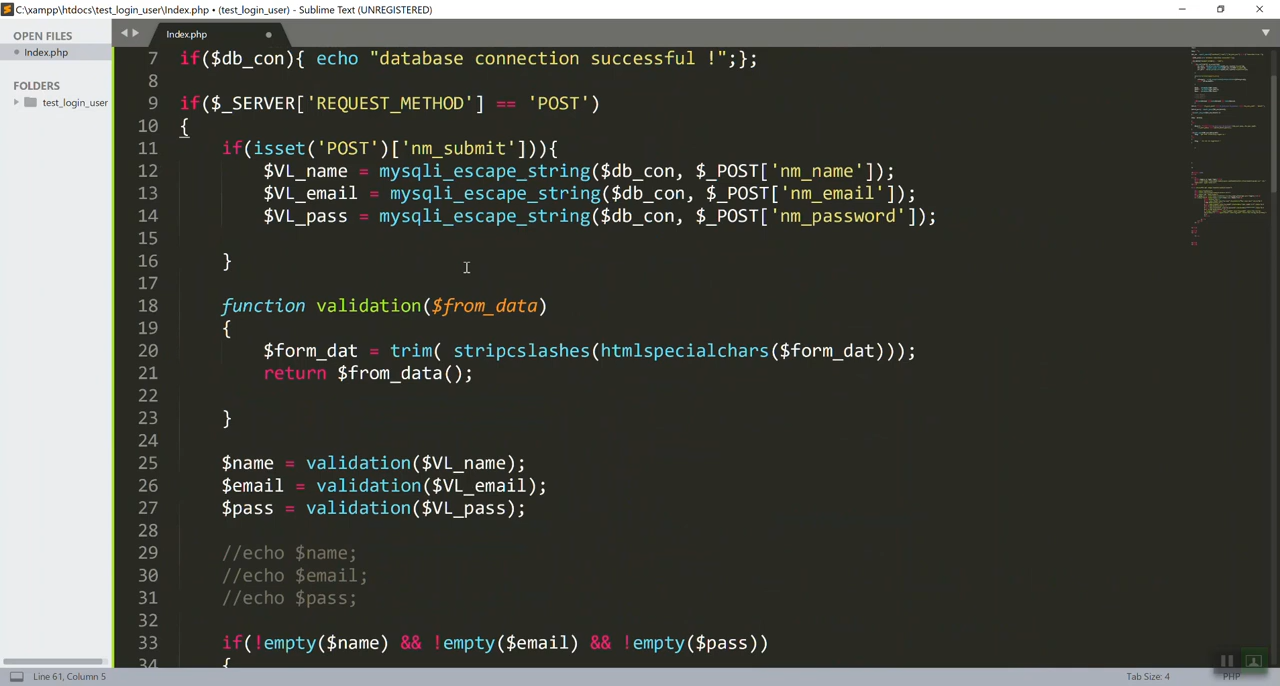 C:\xampp\htdocs\test_login_user\Index.php • (test_login_user) - Sublime Text (UNREGISTERED)
OPEN FILES
Index.php
FOLDERS
test_login_user
Index.php
7 if($db_con){ echo "database connection successful !";};
8
9 if($_SERVER['REQUEST_METHOD'] == 'POST')
10 {
11 if(isset('POST')['nm_submit'])){
12 $VL_name = mysqli_escape_string($db_con, $_POST['nm_name']);
13 $VL_email = mysqli_escape_string($db_con, $_POST['nm_email']);
14 $VL_pass = mysqli_escape_string($db_con, $_POST['nm_password']);
15
16 }
17
18 function validation($from_data)
19 {
20 $form_dat = trim( stripcslashes(htmlspecialchars($form_dat)));
21 return $from_data();
22
23 }
24
25 $name = validation($VL_name);
26 $email = validation($VL_email);
27 $pass = validation($VL_pass);
28
29 //echo $name;
30 //echo $email;
31 //echo $pass;
32
33 if(!empty($name) && !empty($email) && !empty($pass))
34 {
Line 61, Column 5
Tab Size: 4
PHP